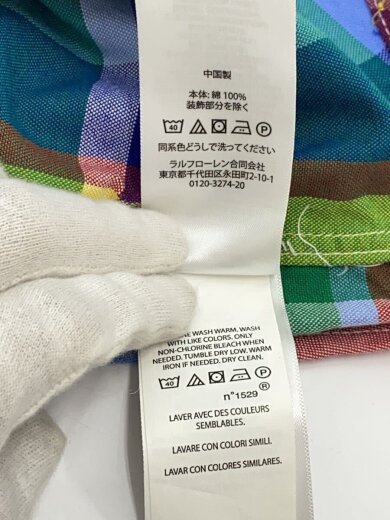 中国製
本体: 綿 100%
装飾部分を除く
40 P
同系色どうしで洗ってください
ラルフローレン合同会社
東京都千代田区永田町2-10-1
0120-3274-20
WASH WARM. WASH
WITH LIKE COLORS. ONLY
NON-CHLORINE BLEACH WHEN
NEEDED. TUMBLE DRY LOW. WARM
IRON IF NEEDED. DRY CLEAN.
40 P
®
n°1529
LAVER AVEC DES COULEURS
SEMBLABLES.
LAVARE CON COLORI SIMILI.
LAVAR CON COLORES SIMILARES.